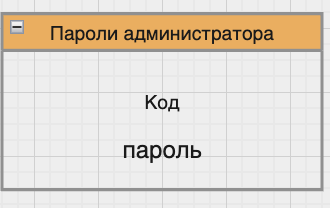 Пароли администратора
Код
пароль